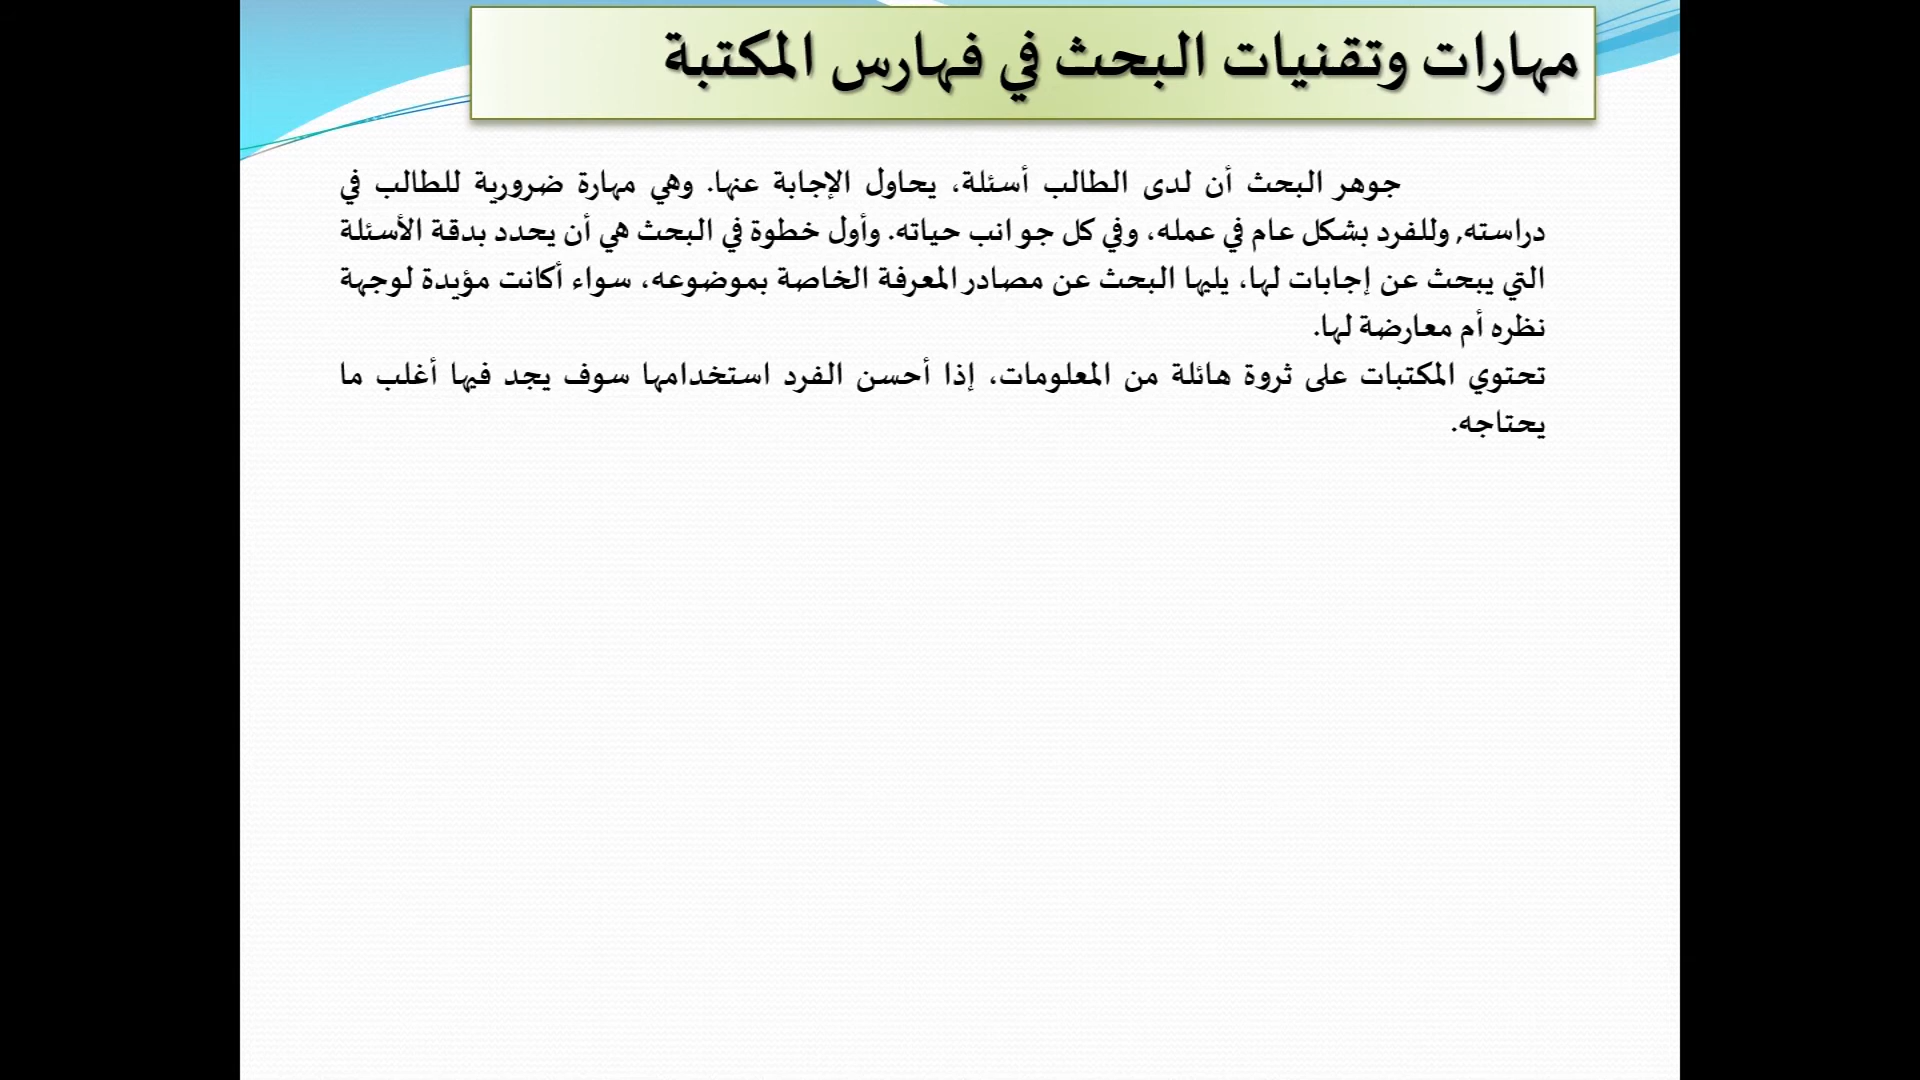 مهارات وتقنيات البحث في فهارس المكتبة
جوهر البحث أن لدى الطالب أسئلة، يحاول الإجابة عنها. وهي مهارة ضرورية للطالب في
دراسته, وللفرد بشكل عام في عمله، وفي كل جوانب حياته. وأول خطوة في البحث هي أن يحدد بدقة الأسئلة
التي يبحث عن إجابات لها، يليها البحث عن مصادر المعرفة الخاصة بموضوعه، سواء أكانت مؤيدة لوجهة
نظره أم معارضة لها.
تحتوي المكتبات على ثروة هائلة من المعلومات، إذا أحسن الفرد استخدامها سوف يجد فيها أغلب ما
يحتاجه.